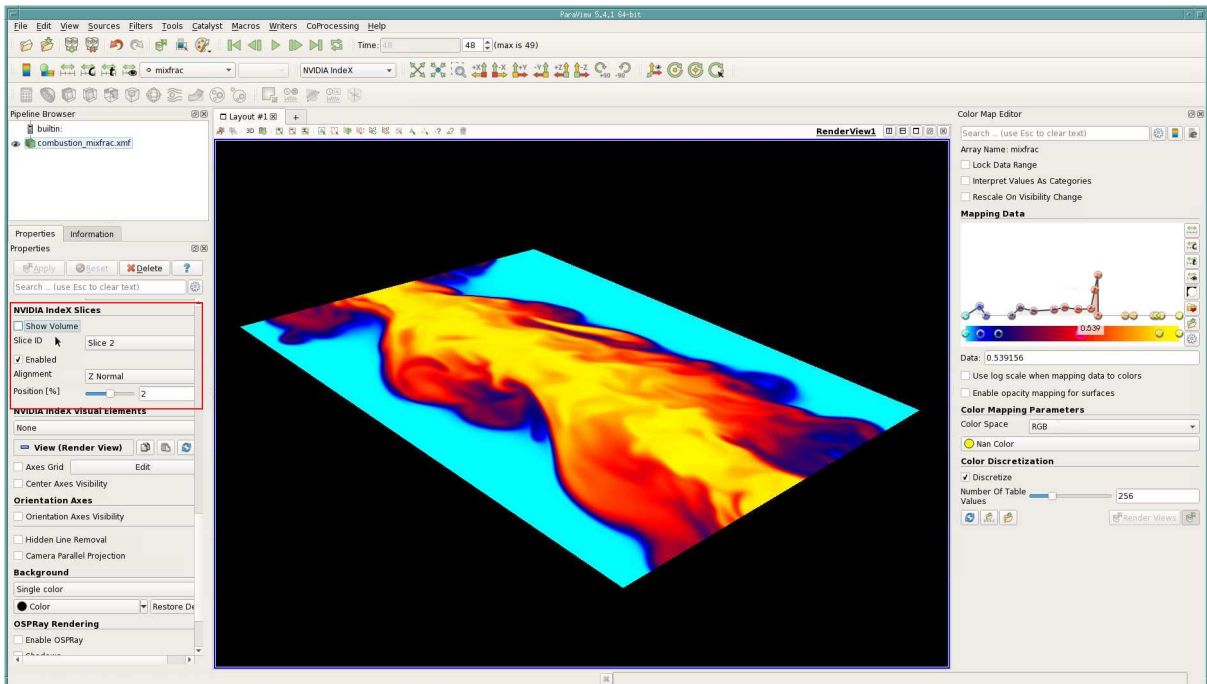 ParaView 5.4.1 64-bit
File Edit View Sources Filters Tools Catalyst Macros Writers CoProcessing Help
Time: 48 48 (max is 49)
mixfrac NVIDIA IndeX +X -X +Y -Y +Z -Z +90 -90
Pipeline Browser
builtin:
combustion_mixfrac.xmf
Properties Information
Properties
Apply Reset Delete ?
Search ... (use Esc to clear text)
NVIDIA IndeX Slices
Show Volume
Slice ID Slice 2
Enabled
Alignment Z Normal
Position [%] 2
NVIDIA IndeX Visual Elements
None
View (Render View)
Axes Grid Edit
Center Axes Visibility
Orientation Axes
Orientation Axes Visibility
Hidden Line Removal
Camera Parallel Projection
Background
Single color
Color Restore De
OSPRay Rendering
Enable OSPRay
Shadows
Layout #1 +
3D RenderView1
Color Map Editor
Search ... (use Esc to clear text)
Array Name: mixfrac
Lock Data Range
Interpret Values As Categories
Rescale On Visibility Change
Mapping Data
0.539
Data: 0.539156
Use log scale when mapping data to colors
Enable opacity mapping for surfaces
Color Mapping Parameters
Color Space RGB
Nan Color
Color Discretization
Discretize
Number Of Table
Values 256
Render Views